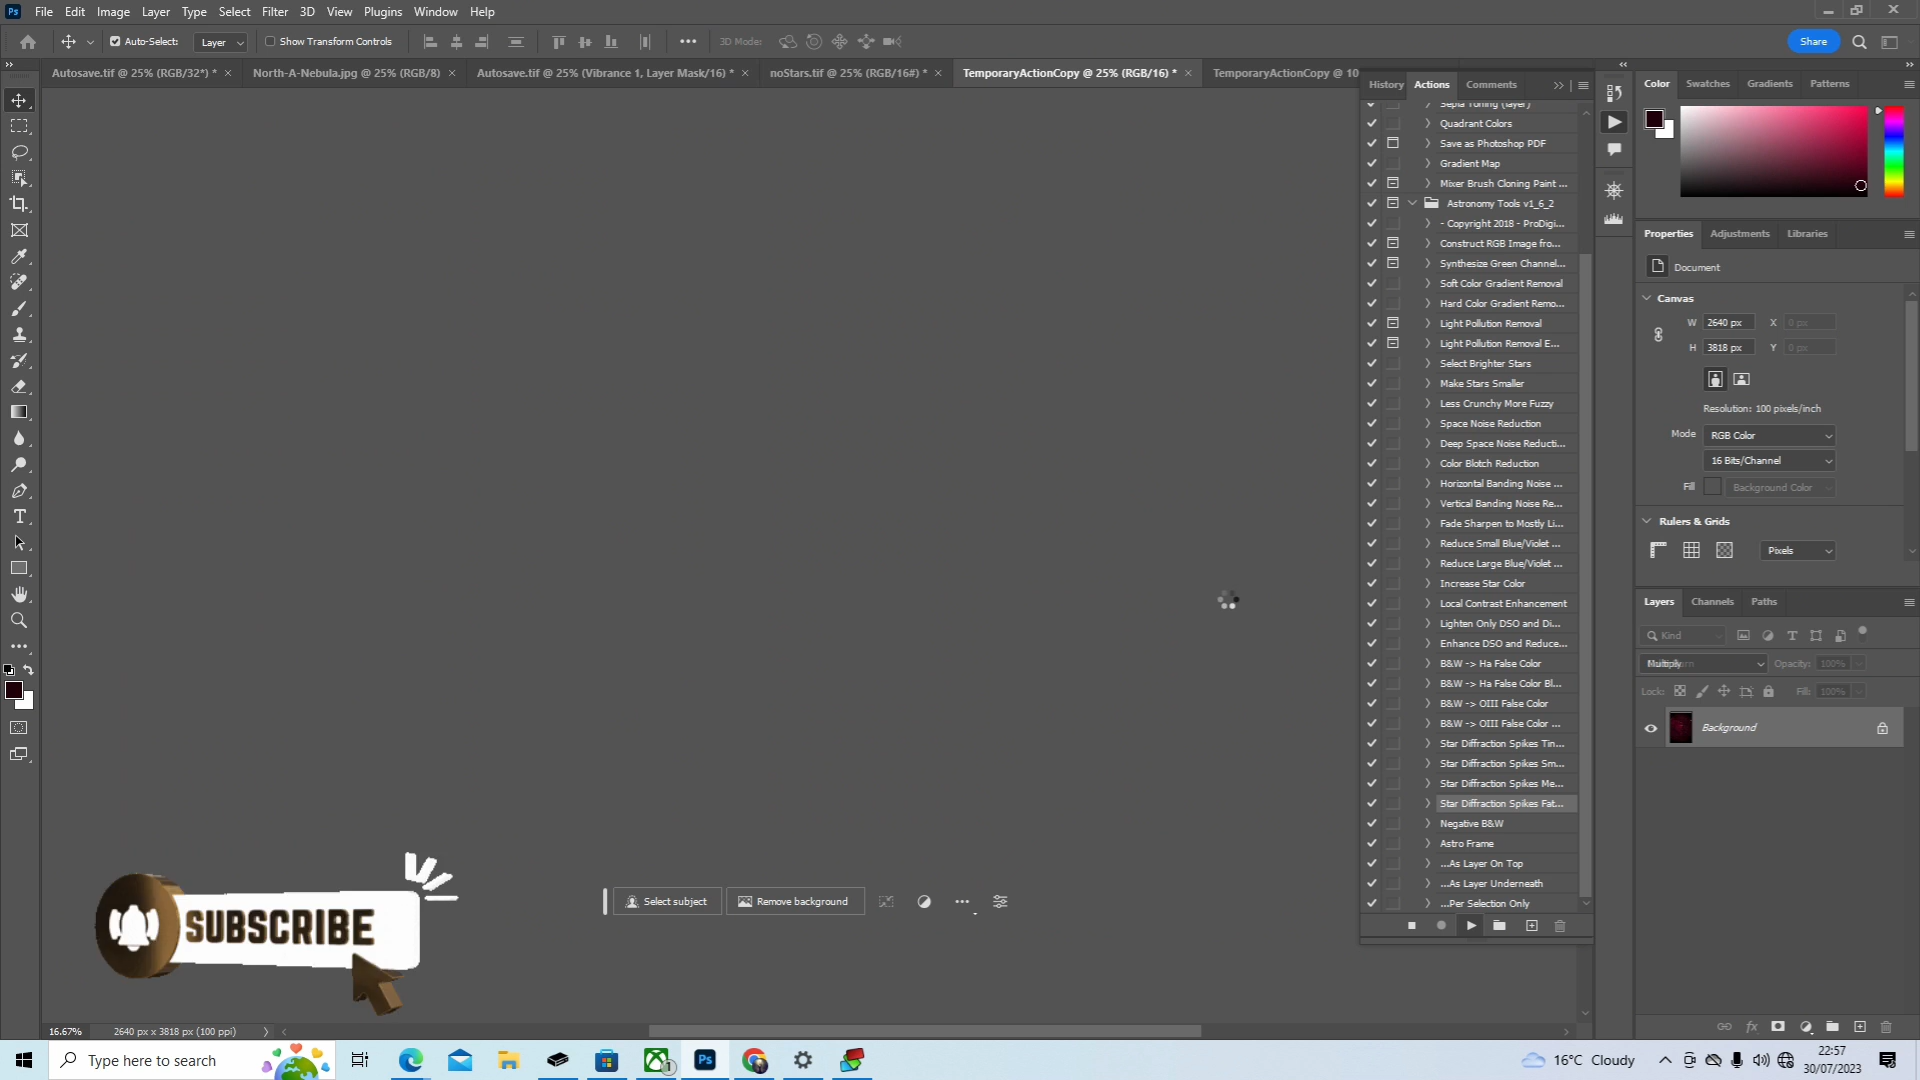 Ps File Edit Image Layer Type Select Filter 3D View Plugins Window Help
Auto-Select: Layer Show Transform Controls 3D Mode: Share
Autosave.tif @ 25% (RGB/32*) * North-A-Nebula.jpg @ 25% (RGB/8) Autosave.tif @ 25% (Vibrance 1, Layer Mask/16) * noStars.tif @ 25% (RGB/16#) * TemporaryActionCopy @ 25% (RGB/16) * TemporaryActionCopy @ 10
History Actions Comments
Sepia Toning (layer)
Quadrant Colors
Save as Photoshop PDF
Gradient Map
Mixer Brush Cloning Paint ...
Astronomy Tools v1_6_2
- Copyright 2018 - ProDigi...
Construct RGB Image fro...
Synthesize Green Channel...
Soft Color Gradient Removal
Hard Color Gradient Remo...
Light Pollution Removal
Light Pollution Removal E...
Select Brighter Stars
Make Stars Smaller
Less Crunchy More Fuzzy
Space Noise Reduction
Deep Space Noise Reducti...
Color Blotch Reduction
Horizontal Banding Noise ...
Vertical Banding Noise Re...
Fade Sharpen to Mostly Li...
Reduce Small Blue/Violet ...
Reduce Large Blue/Violet ...
Increase Star Color
Local Contrast Enhancement
Lighten Only DSO and Di...
Enhance DSO and Reduce...
B&W -> Ha False Color
B&W -> Ha False Color Bl...
B&W -> OIII False Color
B&W -> OIII False Color ...
Star Diffraction Spikes Tin...
Star Diffraction Spikes Sm...
Star Diffraction Spikes Me...
Star Diffraction Spikes Fat...
Negative B&W
Astro Frame
...As Layer On Top
...As Layer Underneath
...Per Selection Only
Color Swatches Gradients Patterns
Properties Adjustments Libraries
Document
Canvas
W 2640 px X 0 px
H 3818 px Y 0 px
Resolution: 100 pixels/inch
Mode RGB Color
16 Bits/Channel
Fill Background Color
Rulers & Grids
Pixels
Layers Channels Paths
Kind
Multiply Opacity: 100%
Lock: Fill: 100%
Background
Select subject Remove background
SUBSCRIBE
16.67% 2640 px x 3818 px (100 ppi)
Type here to search
Ps
1
16°C Cloudy
22:57
30/07/2023